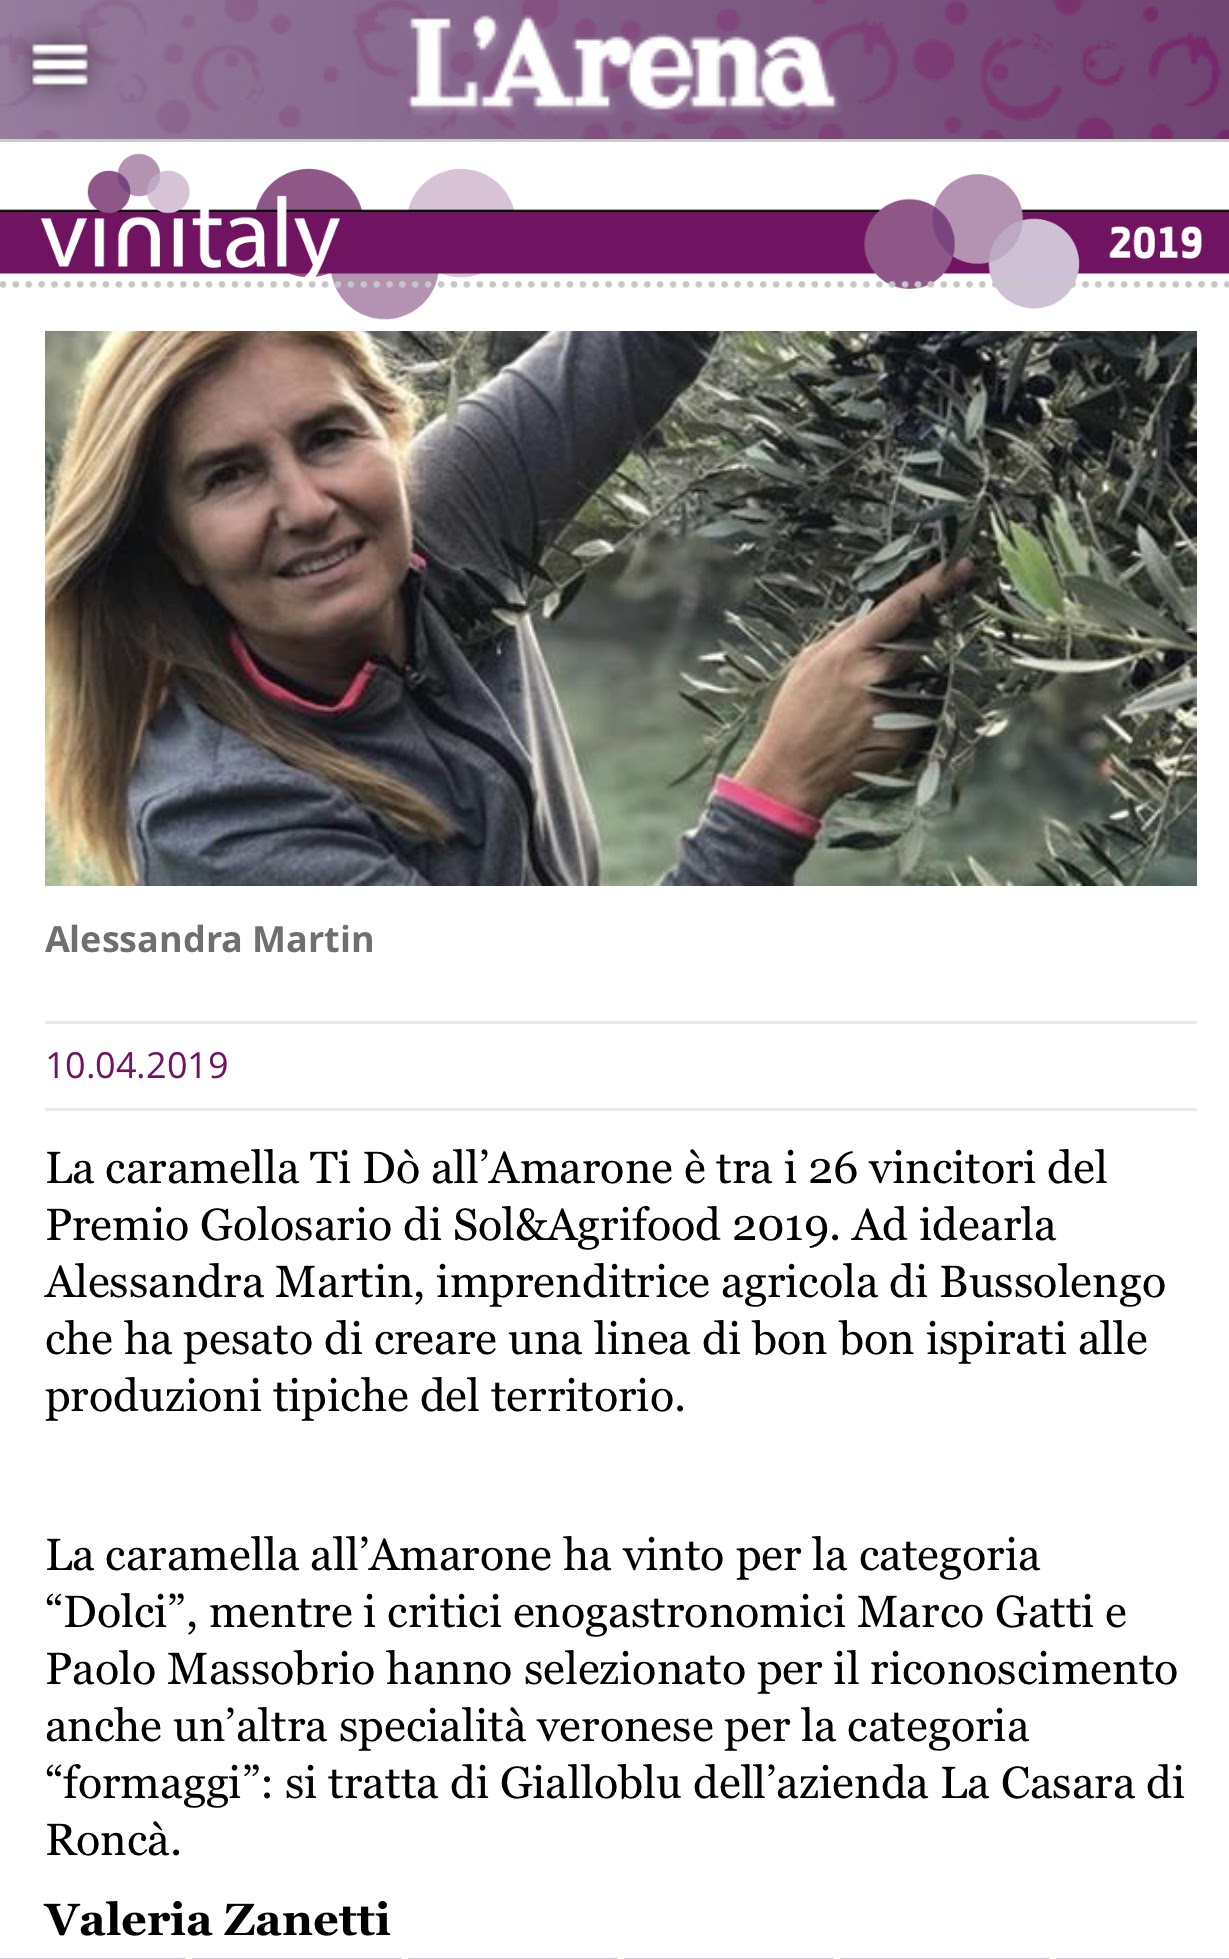 L'Arena
vinitaly
2019
Alessandra Martin
10.04.2019
La caramella Ti Dò all’Amarone è tra i 26 vincitori del
Premio Golosario di Sol&Agrifood 2019. Ad idearla
Alessandra Martin, imprenditrice agricola di Bussolengo
che ha pesato di creare una linea di bon bon ispirati alle
produzioni tipiche del territorio.
La caramella all’Amarone ha vinto per la categoria
“Dolci”, mentre i critici enogastronomici Marco Gatti e
Paolo Massobrio hanno selezionato per il riconoscimento
anche un’altra specialità veronese per la categoria
“formaggi”: si tratta di Gialloblu dell’azienda La Casara di
Roncà.
Valeria Zanetti